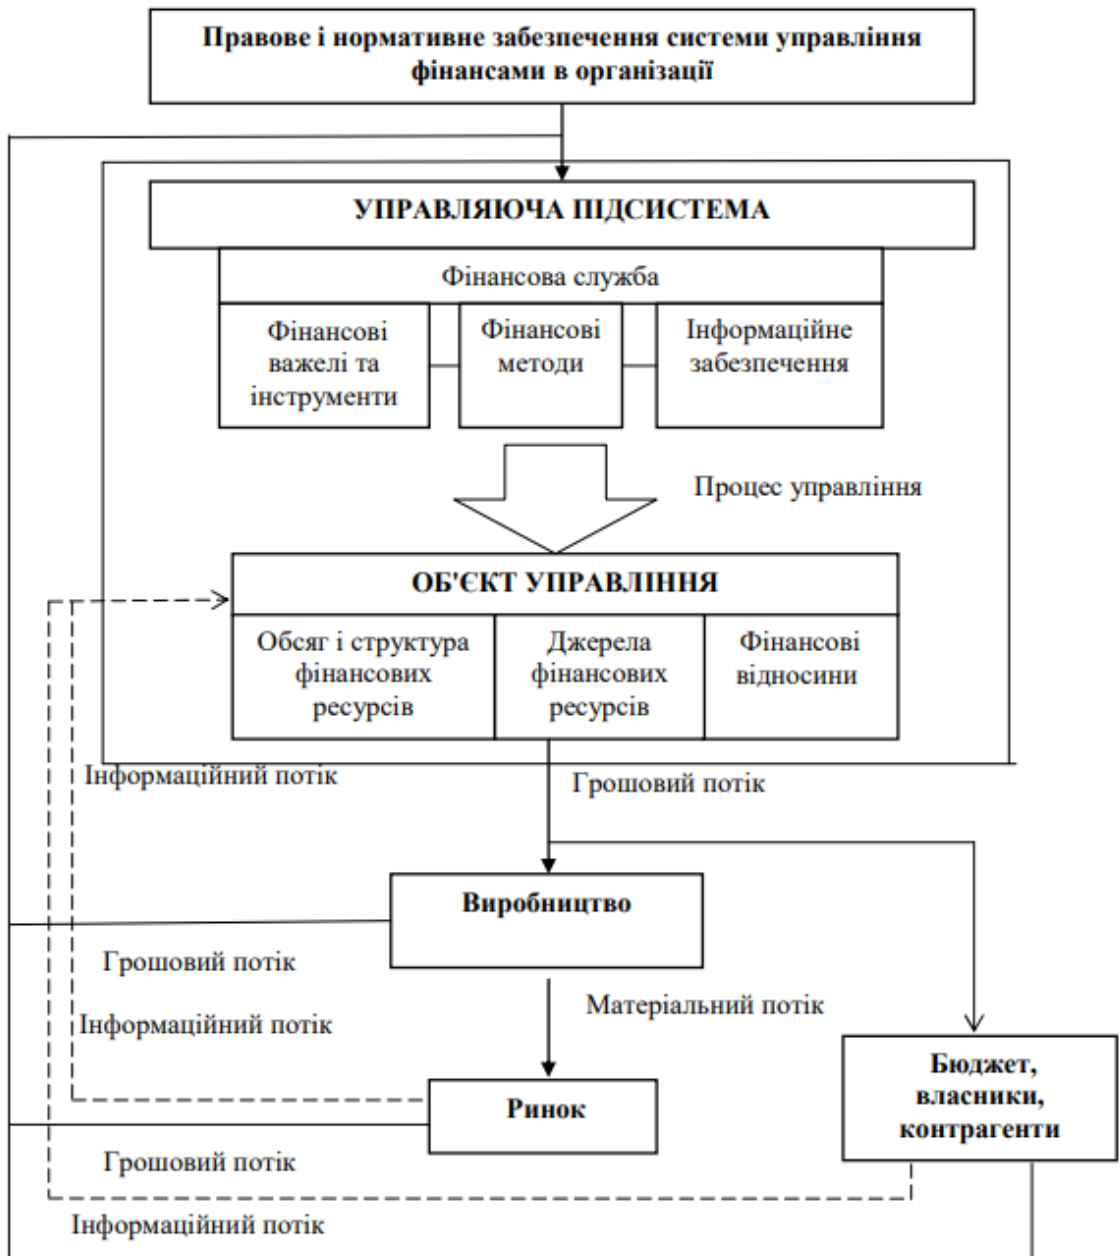 Правове і нормативне забезпечення системи управління
фінансами в організації
УПРАВЛЯЮЧА ПІДСИСТЕМА
Фінансова служба
Фінансові
важелі та
інструменти
Фінансові
методи
Інформаційне
забезпечення
Процес управління
ОБ'ЄКТ УПРАВЛІННЯ
Обсяг і структура
фінансових
ресурсів
Джерела
фінансових
ресурсів
Фінансові
відносини
Інформаційний потік
Грошовий потік
Виробництво
Грошовий потік
Матеріальний потік
Інформаційний потік
Бюджет,
власники,
контрагенти
Ринок
Грошовий потік
Інформаційний потік